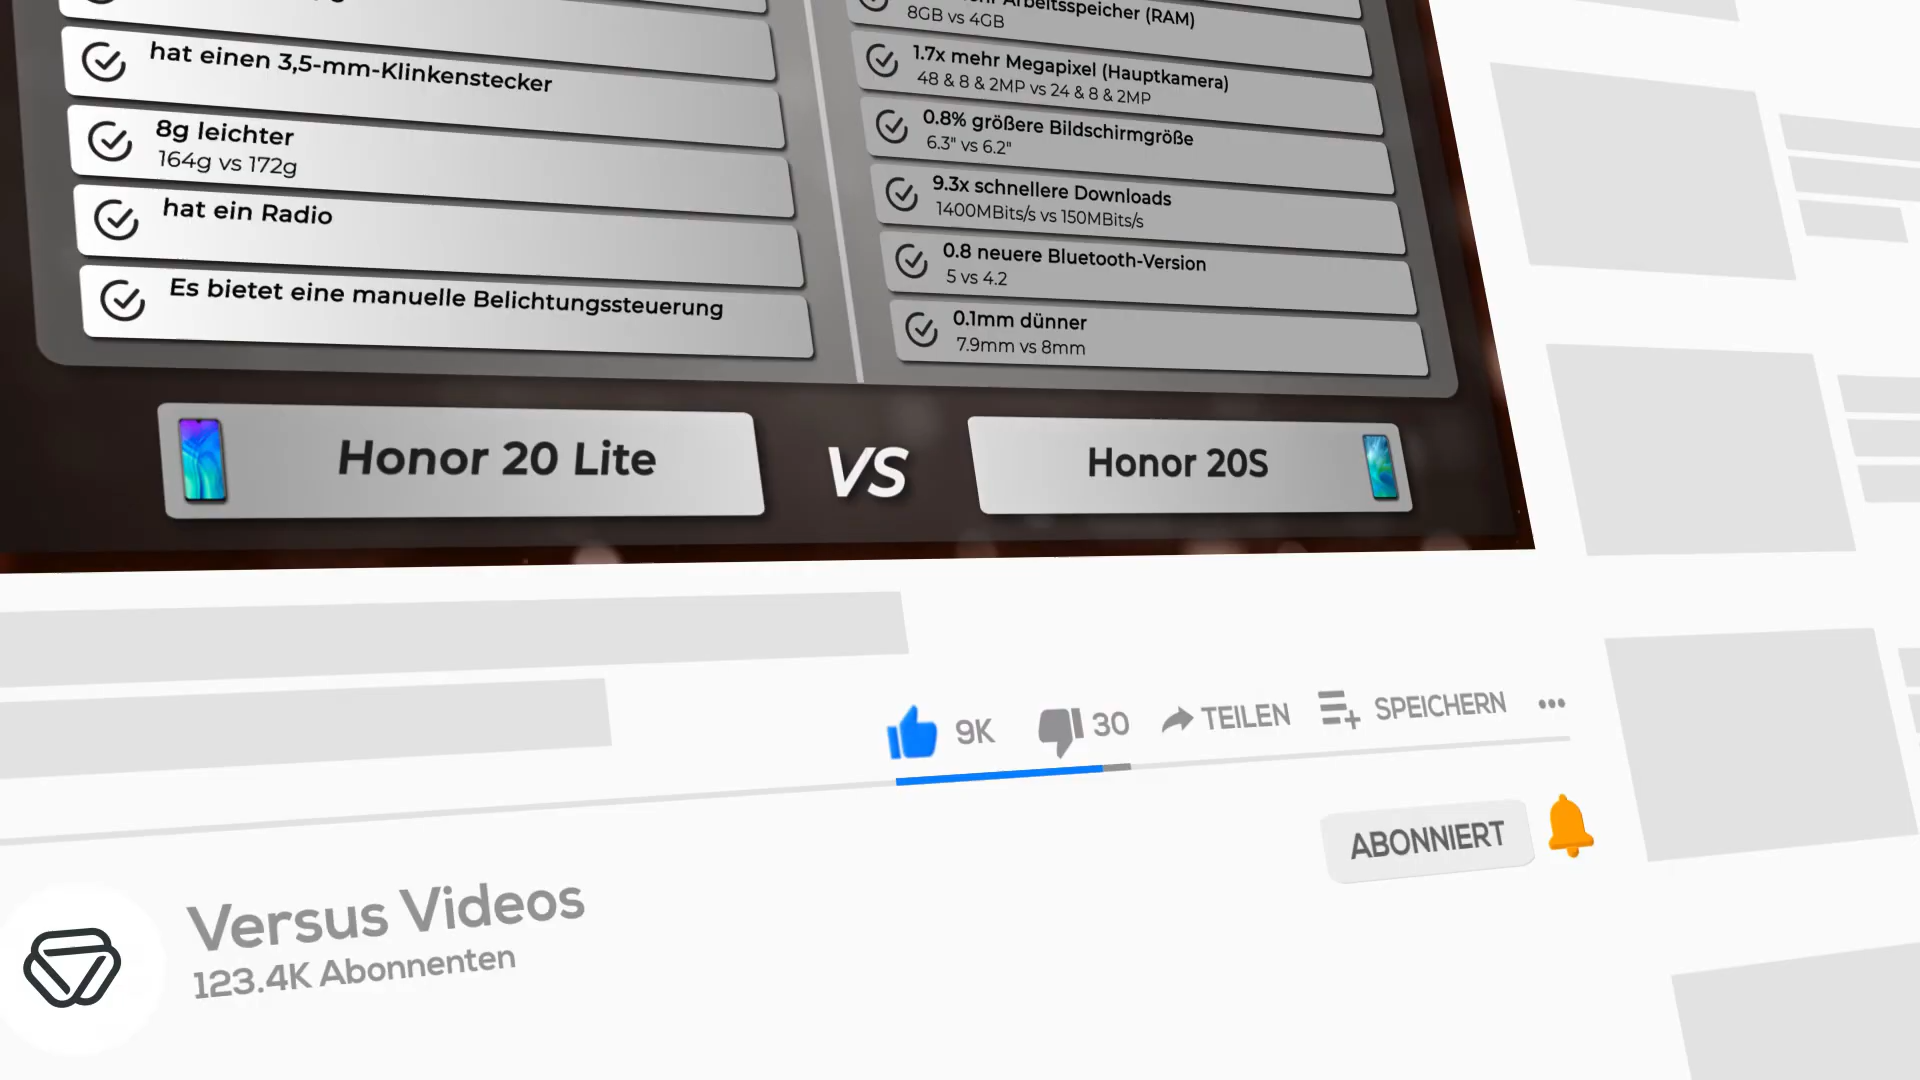 hat einen 3,5-mm-Klinkenstecker
8g leichter
164g vs 172g
hat ein Radio
Es bietet eine manuelle Belichtungssteuerung
Arbeitsspeicher (RAM)
8GB vs 4GB
1.7x mehr Megapixel (Hauptkamera)
48 & 8 & 2MP vs 24 & 8 & 2MP
0.8% größere Bildschirmgröße
6.3" vs 6.2"
9.3x schnellere Downloads
1400MBits/s vs 150MBits/s
0.8 neuere Bluetooth-Version
5 vs 4.2
0.1mm dünner
7.9mm vs 8mm
Honor 20 Lite
VS
Honor 20S
9K
30
TEILEN
SPEICHERN
ABONNIERT
Versus Videos
123.4K Abonnenten